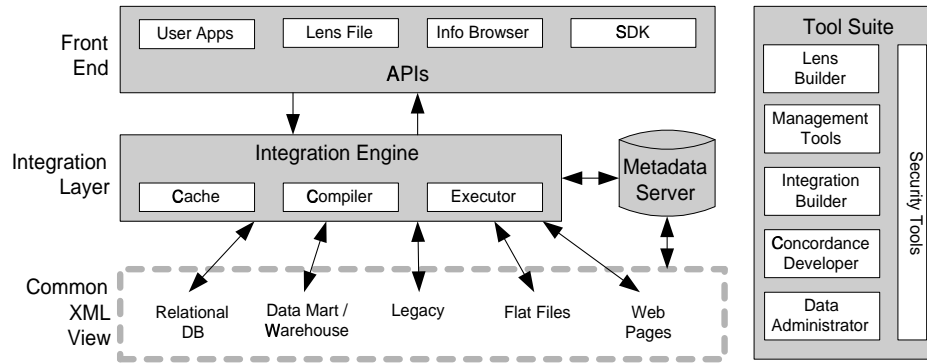 Front
End
User Apps
Lens File
Info Browser
SDK
APIs
Integration
Layer
Integration Engine
Cache
Compiler
Executor
Metadata
Server
Common
XML
View
Relational
DB
Data Mart /
Warehouse
Legacy
Flat Files
Web
Pages
Tool Suite
Lens
Builder
Management
Tools
Integration
Builder
Concordance
Developer
Data
Administrator
Security Tools